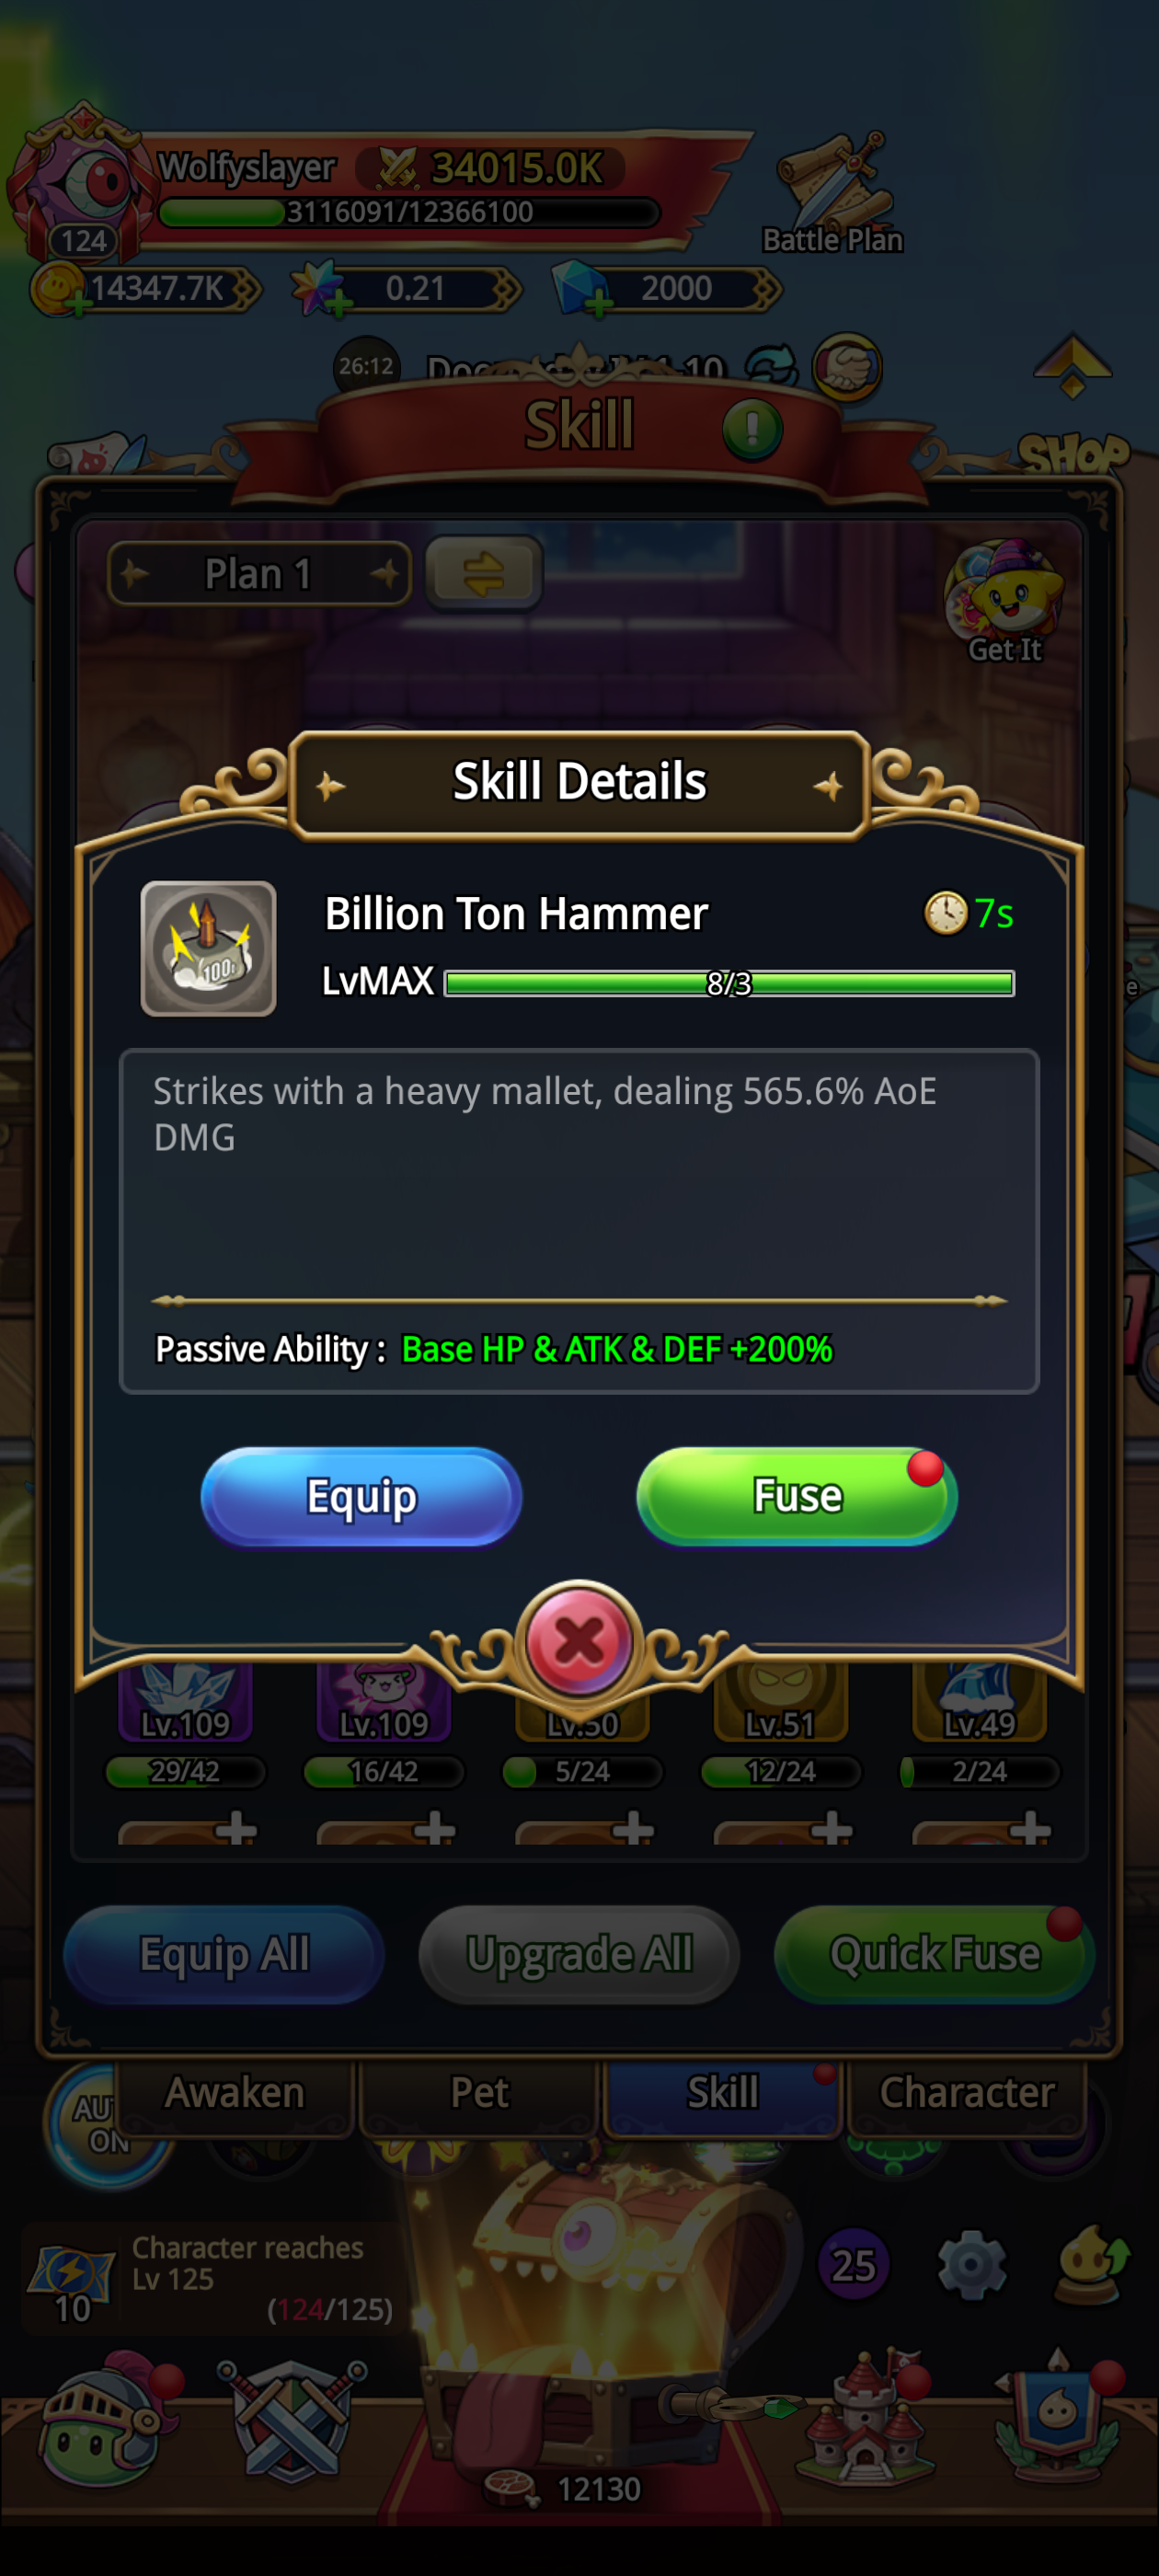 Wolfyslayer 34015.0K
3116091/12366100
124
Battle Plan
14347.7K 0.21 2000
26:12
Skill
SHOP
Plan 1
Get It
Skill Details
Billion Ton Hammer 7s
LvMAX 8/3
100t
Strikes with a heavy mallet, dealing 565.6% AoE
DMG
Passive Ability : Base HP & ATK & DEF +200%
Equip Fuse
Lv.109 Lv.109 Lv.50 Lv.51 Lv.49
29/42 16/42 5/24 12/24 2/24
Equip All Upgrade All Quick Fuse
Awaken Pet Skill Character
ON
Character reaches
Lv 125
10 (124/125)
25
12130